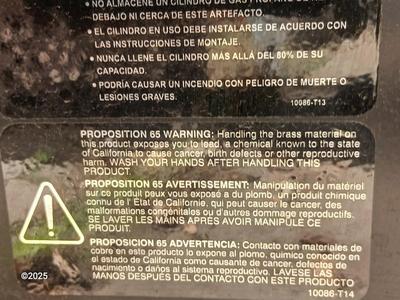 • NO ALMACENE UN CILINDRO DE GAS PROPANO DE
DEBAJO NI CERCA DE ESTE ARTEFACTO.
• EL CILINDRO EN USO DEBE INSTALARSE DE ACUERDO CON
LAS INSTRUCCIONES DE MONTAJE.
• NUNCA LLENE EL CILINDRO MÁS ALLÁ DEL 80% DE SU
CAPACIDAD.
• PODRÍA CAUSAR UN INCENDIO CON PELIGRO DE MUERTE O
LESIONES GRAVES.
10086-T13
PROPOSITION 65 WARNING: Handling the brass material on
this product exposes you to lead, a chemical known to the state
of California to cause cancer, birth defects or other reproductive
harm. WASH YOUR HANDS AFTER HANDLING THIS
PRODUCT.
PROPOSITION 65 AVERTISSEMENT: Manipulation du matériel
sur ce produit peux vous exposé a du plomb, un produit chimique
connu de l' État de Californie, qui peut causer le cancer, des
malformations congénitales ou d'autres dommage reproductifs.
SE LAVER LES MAINS APRÈS AVOIR MANIPULÉ CE
PRODUIT.
PROPOSICION 65 ADVERTENCIA: Contacto con materiales de
cobre en este producto lo expone al plomo, quimico conocido en
el estado de California como causante de cancer, defectos de
nacimiento o daños al sistema reproductivo. LAVESE LAS
MANOS DESPUÉS DEL CONTACTO CON ESTE PRODUCTO
10086-T14
©2025